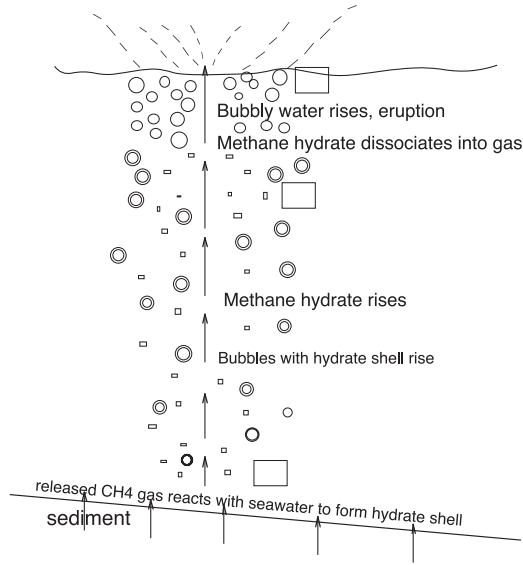 Bubbly water rises, eruption
Methane hydrate dissociates into gas
Methane hydrate rises
Bubbles with hydrate shell rise
released CH4 gas reacts with seawater to form hydrate shell
sediment